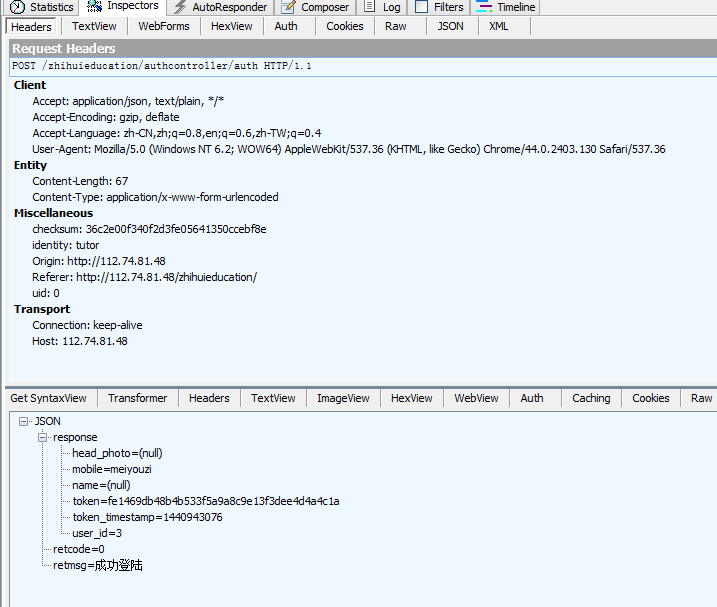 Statistics Inspectors AutoResponder Composer Log Filters Timeline
Headers TextView WebForms HexView Auth Cookies Raw JSON XML
Request Headers
POST /zhihuieducation/authcontroller/auth HTTP/1.1
Client
Accept: application/json, text/plain, */*
Accept-Encoding: gzip, deflate
Accept-Language: zh-CN,zh;q=0.8,en;q=0.6,zh-TW;q=0.4
User-Agent: Mozilla/5.0 (Windows NT 6.2; WOW64) AppleWebKit/537.36 (KHTML, like Gecko) Chrome/44.0.2403.130 Safari/537.36
Entity
Content-Length: 67
Content-Type: application/x-www-form-urlencoded
Miscellaneous
checksum: 36c2e00f340f2d3fe05641350ccebf8e
identity: tutor
Origin: http://112.74.81.48
Referer: http://112.74.81.48/zhihuieducation/
uid: 0
Transport
Connection: keep-alive
Host: 112.74.81.48
Get SyntaxView Transformer Headers TextView ImageView HexView WebView Auth Caching Cookies Raw
JSON
response
head_photo=(null)
mobile=meiyouzi
name=(null)
token=fe1469db48b4b533f5a9a8c9e13f3dee4d4a4c1a
token_timestamp=1440943076
user_id=3
retcode=0
retmsg=成功登陆